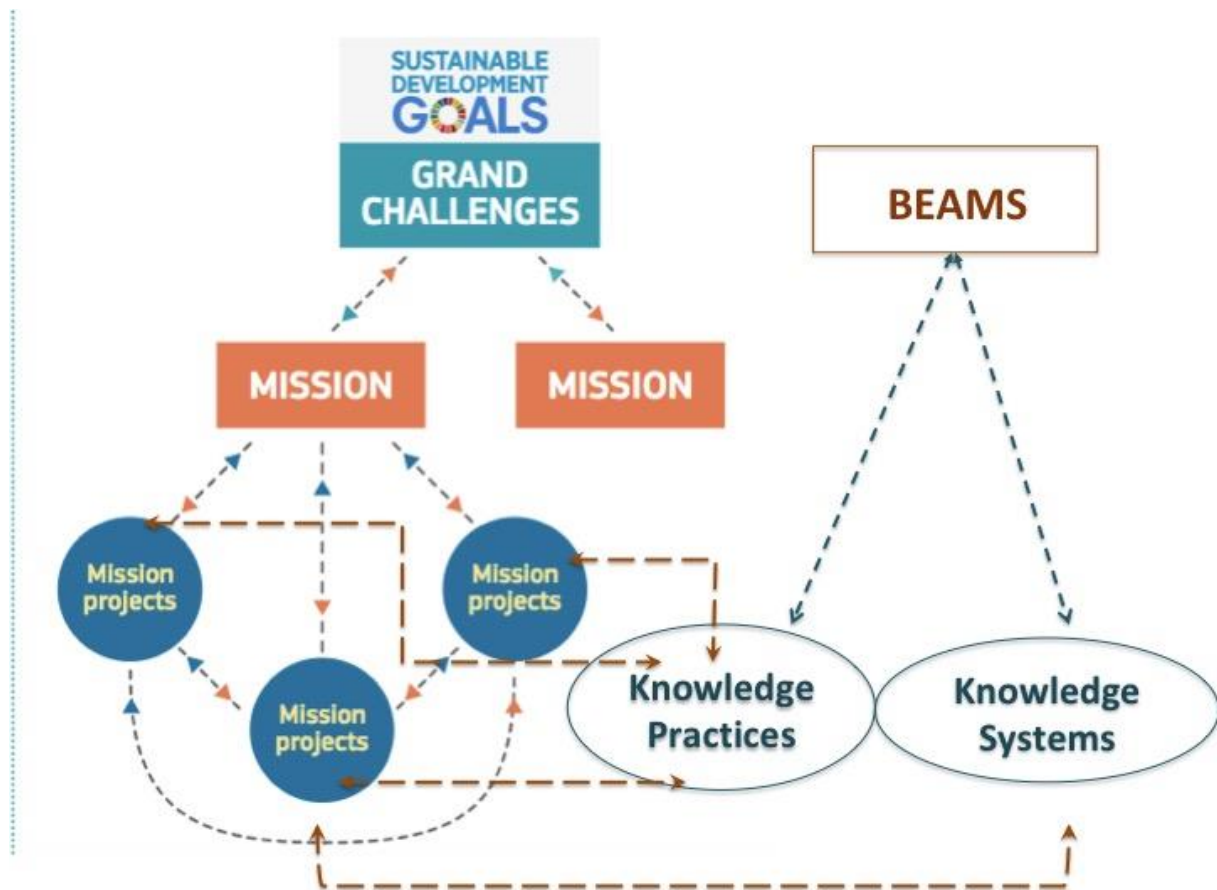 SUSTAINABLE
DEVELOPMENT
GOALS
GRAND
CHALLENGES
BEAMS
MISSION
MISSION
Mission
projects
Mission
projects
Mission
projects
Knowledge
Practices
Knowledge
Systems